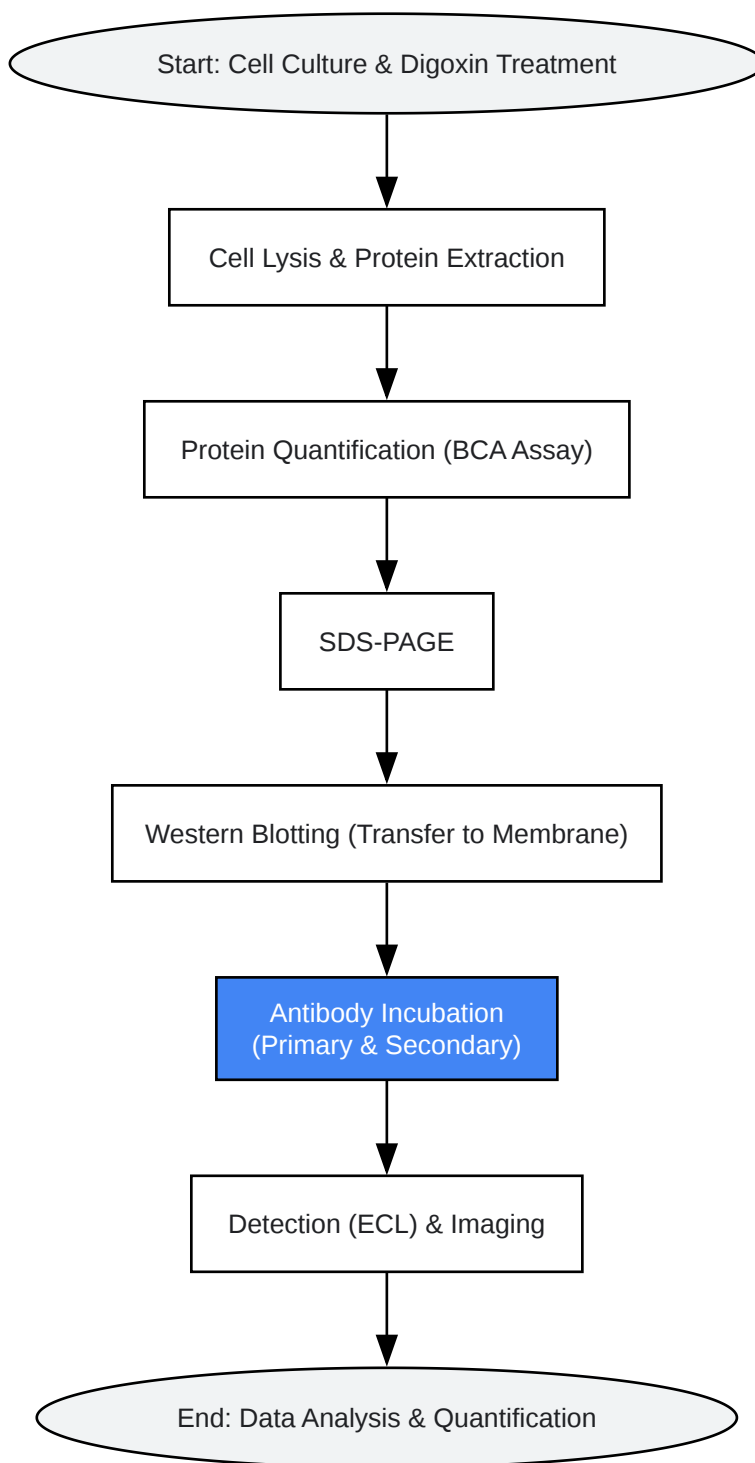 Start: Cell Culture & Digoxin Treatment
Cell Lysis & Protein Extraction
Protein Quantification (BCA Assay)
SDS-PAGE
Western Blotting (Transfer to Membrane)
Antibody Incubation
(Primary & Secondary)
Detection (ECL) & Imaging
End: Data Analysis & Quantification